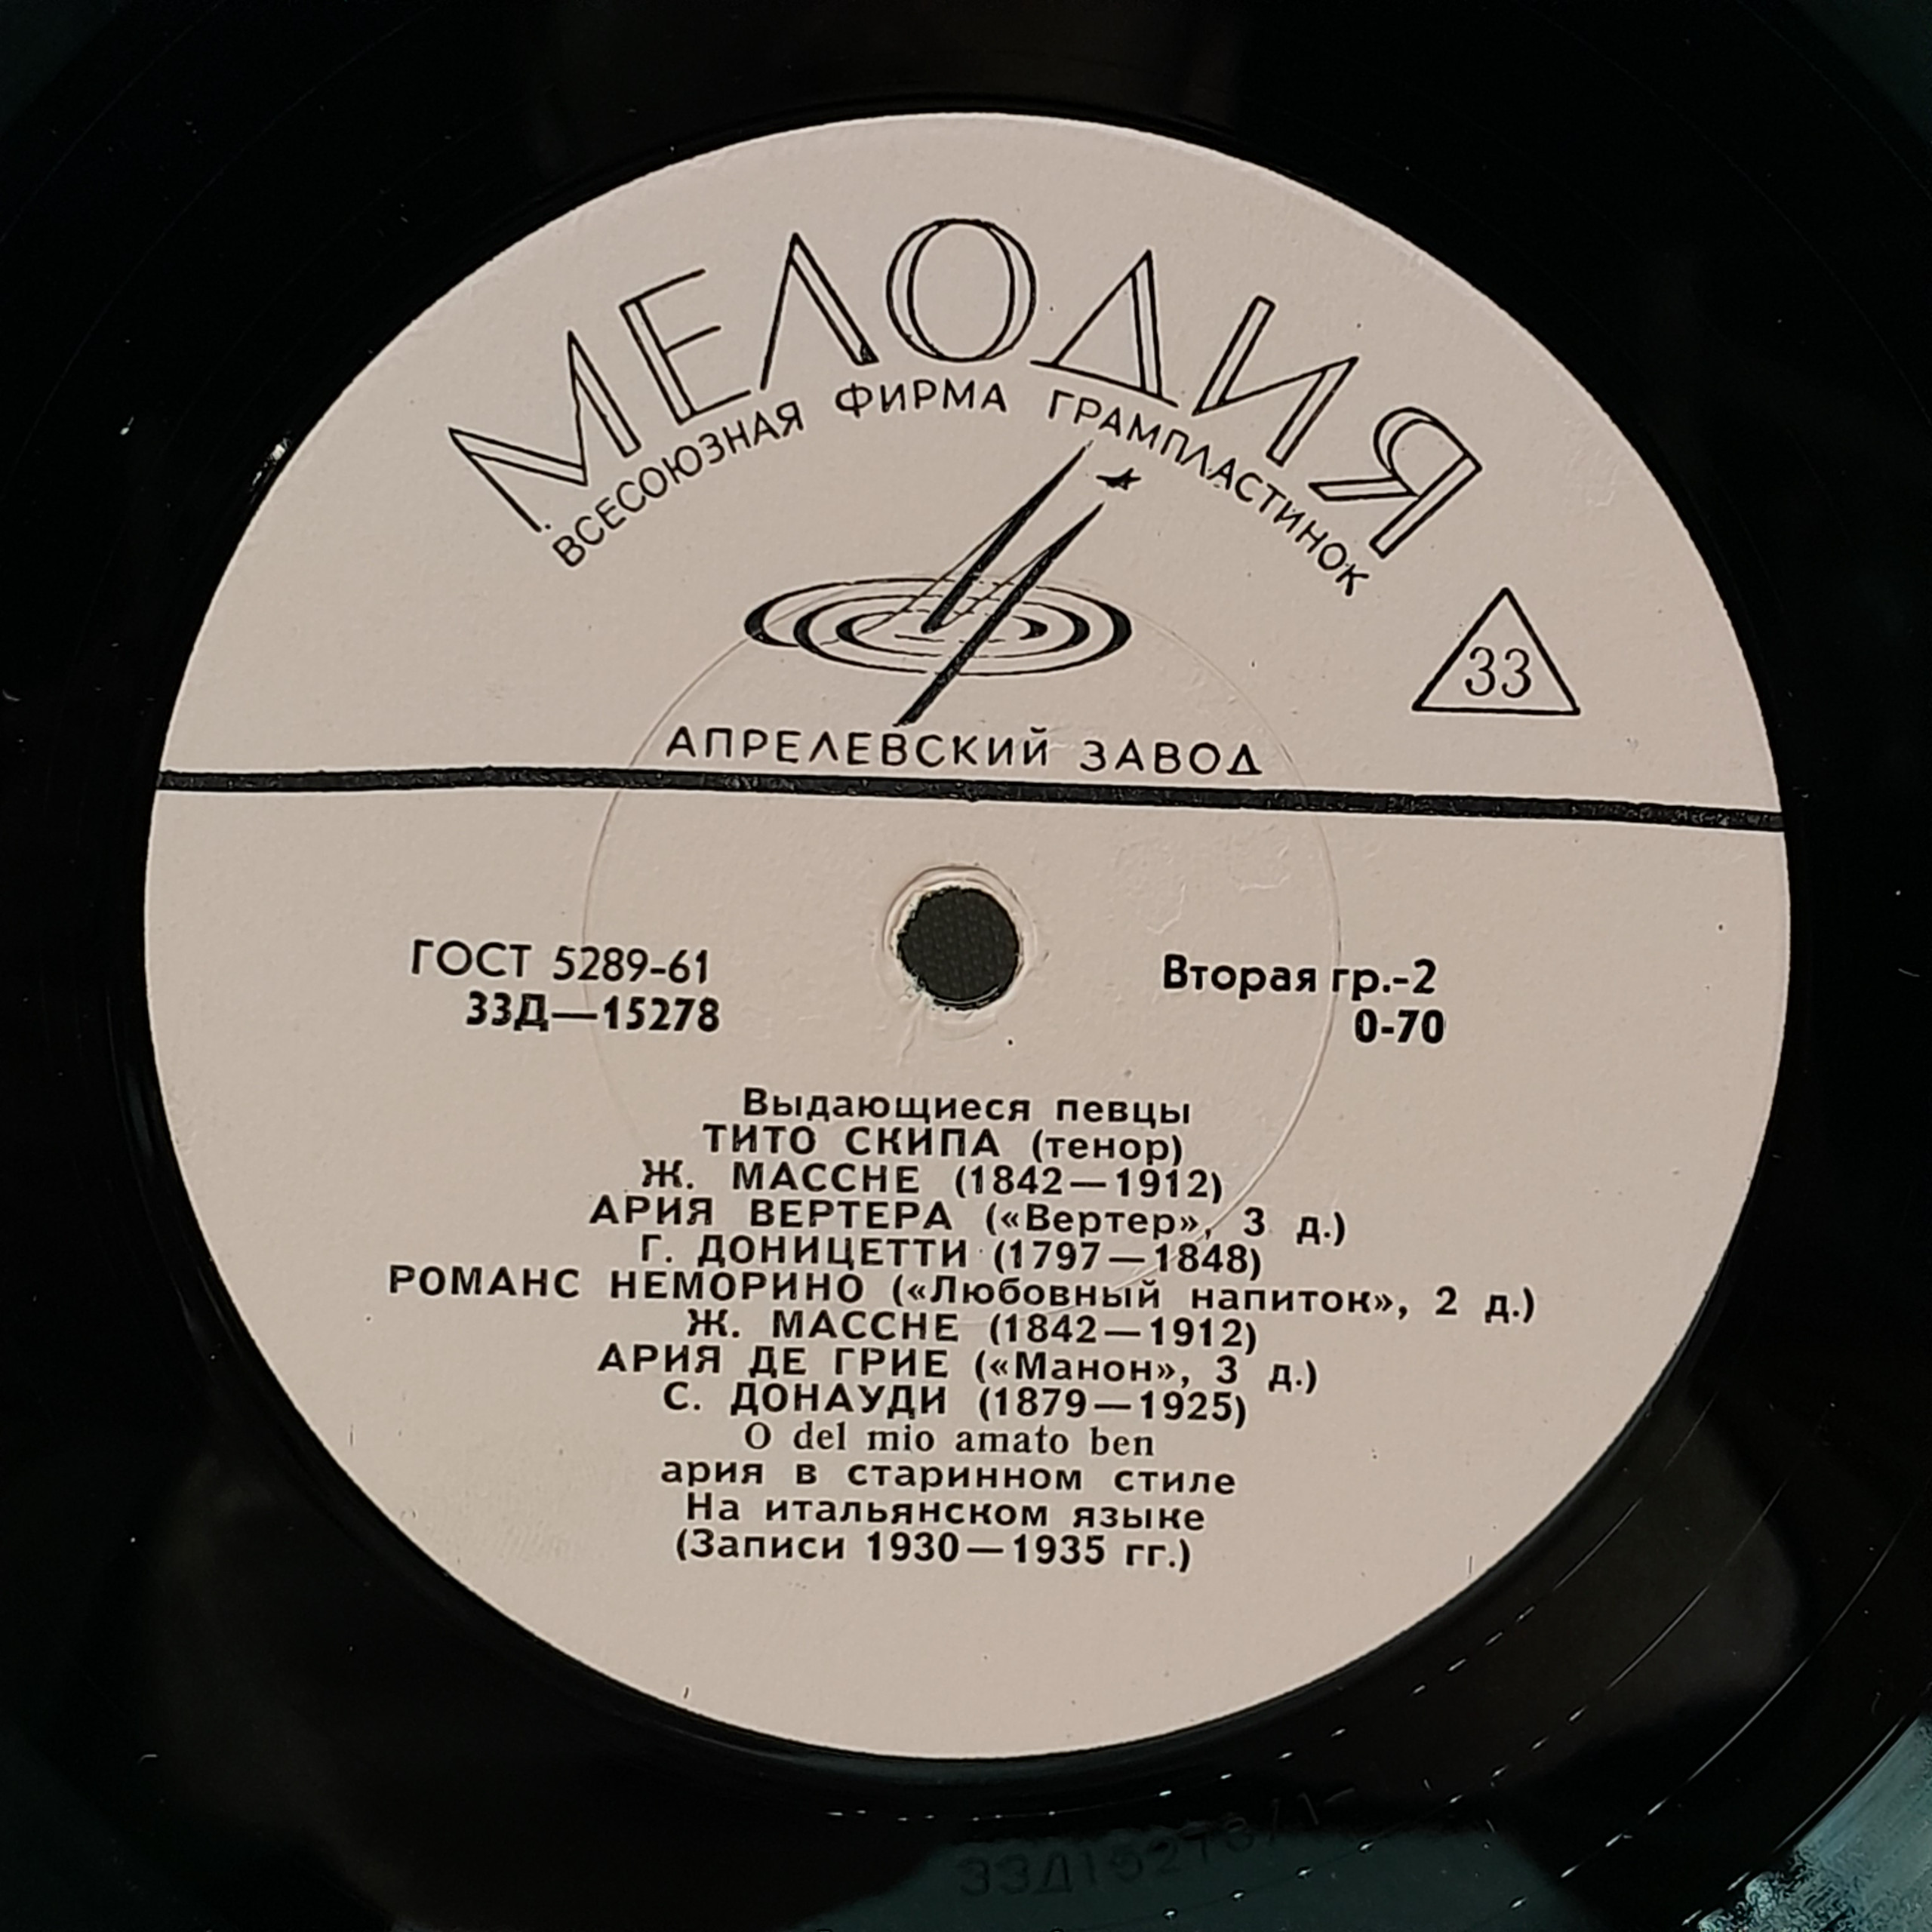 МЕЛОДИЯ
ВСЕСОЮЗНАЯ ФИРМА ГРАМПЛАСТИНОК
33
АПРЕЛЕВСКИЙ ЗАВОД
ГОСТ 5289-61
33Д—15278
Вторая гр.-2
0-70
Выдающиеся певцы
ТИТО СКИПА (тенор)
Ж. МАССНЕ (1842—1912)
АРИЯ ВЕРТЕРА («Вертер», 3 д.)
Г. ДОНИЦЕТТИ (1797—1848)
РОМАНС НЕМОРИНО («Любовный напиток», 2 д.)
Ж. МАССНЕ (1842—1912)
АРИЯ ДЕ ГРИЕ («Манон», 3 д.)
С. ДОНАУДИ (1879—1925)
O del mio amato ben
ария в старинном стиле
На итальянском языке
(Записи 1930—1935 гг.)